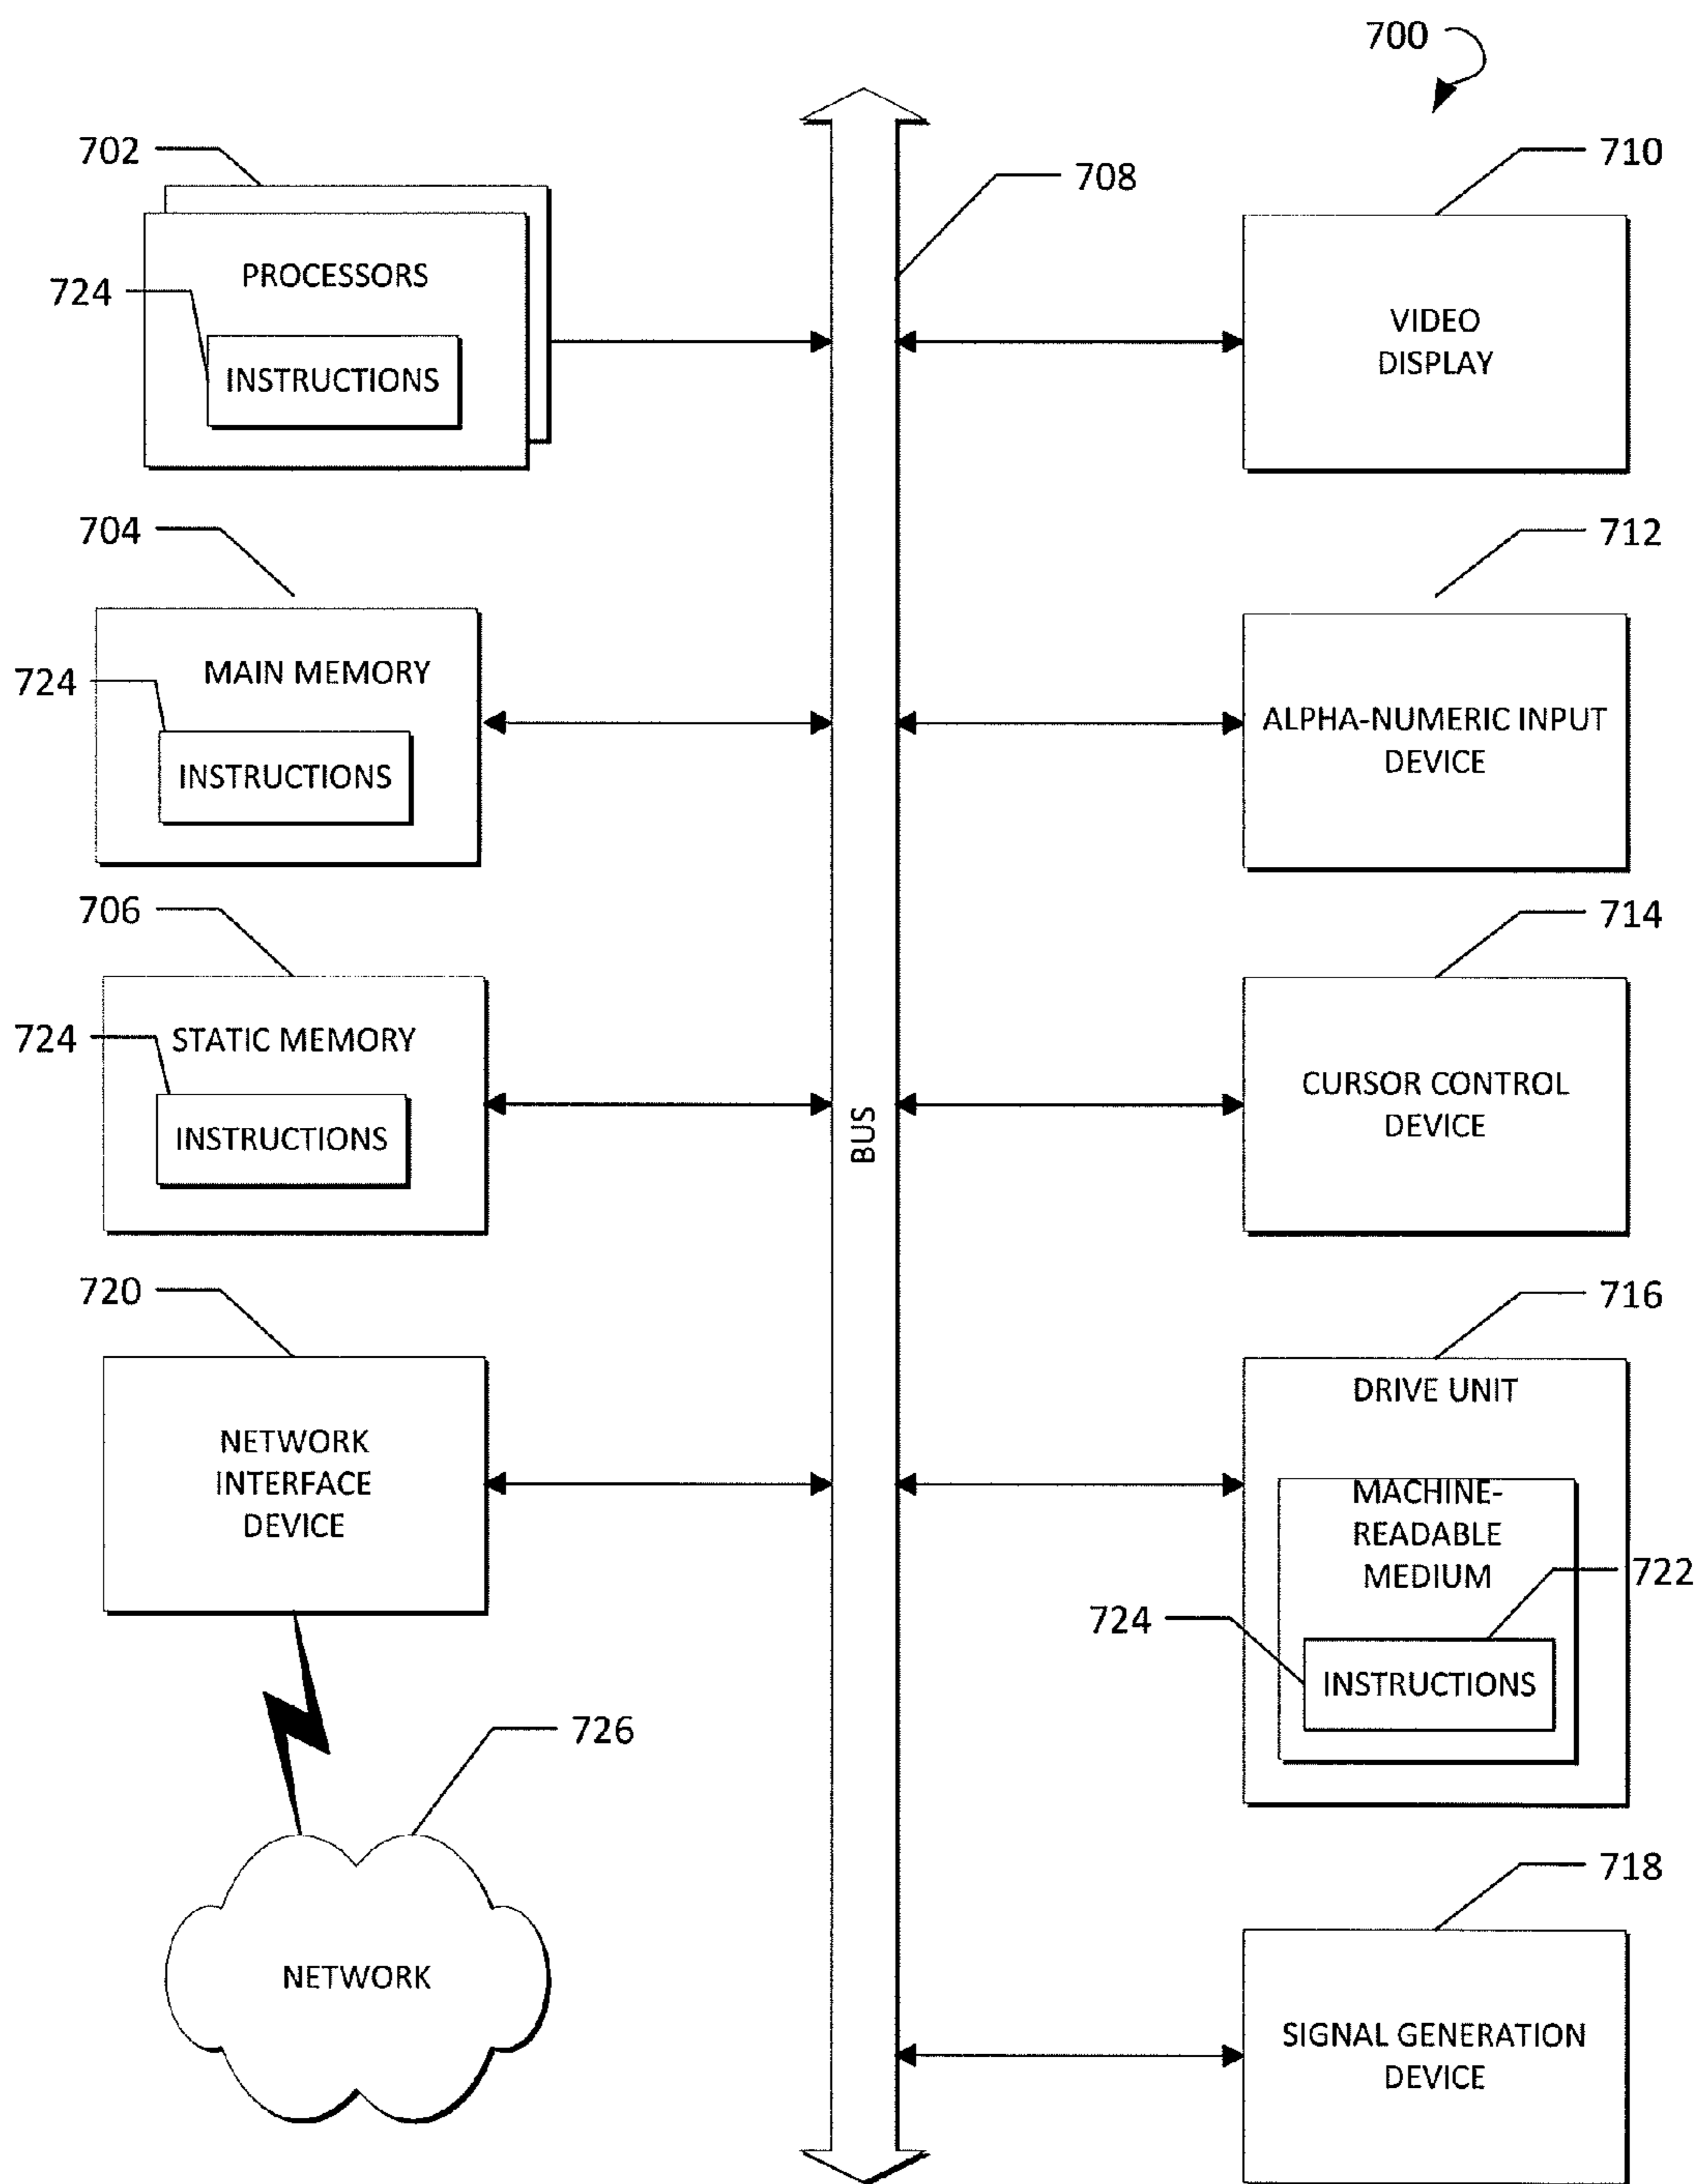 700
702
708
710
PROCESSORS
724
INSTRUCTIONS
VIDEO
DISPLAY
704
712
MAIN MEMORY
724
INSTRUCTIONS
ALPHA-NUMERIC INPUT
DEVICE
706
714
STATIC MEMORY
724
INSTRUCTIONS
BUS
CURSOR CONTROL
DEVICE
720
716
NETWORK
INTERFACE
DEVICE
DRIVE UNIT
MACHINE-
READABLE
MEDIUM
722
724
INSTRUCTIONS
726
NETWORK
718
SIGNAL GENERATION
DEVICE